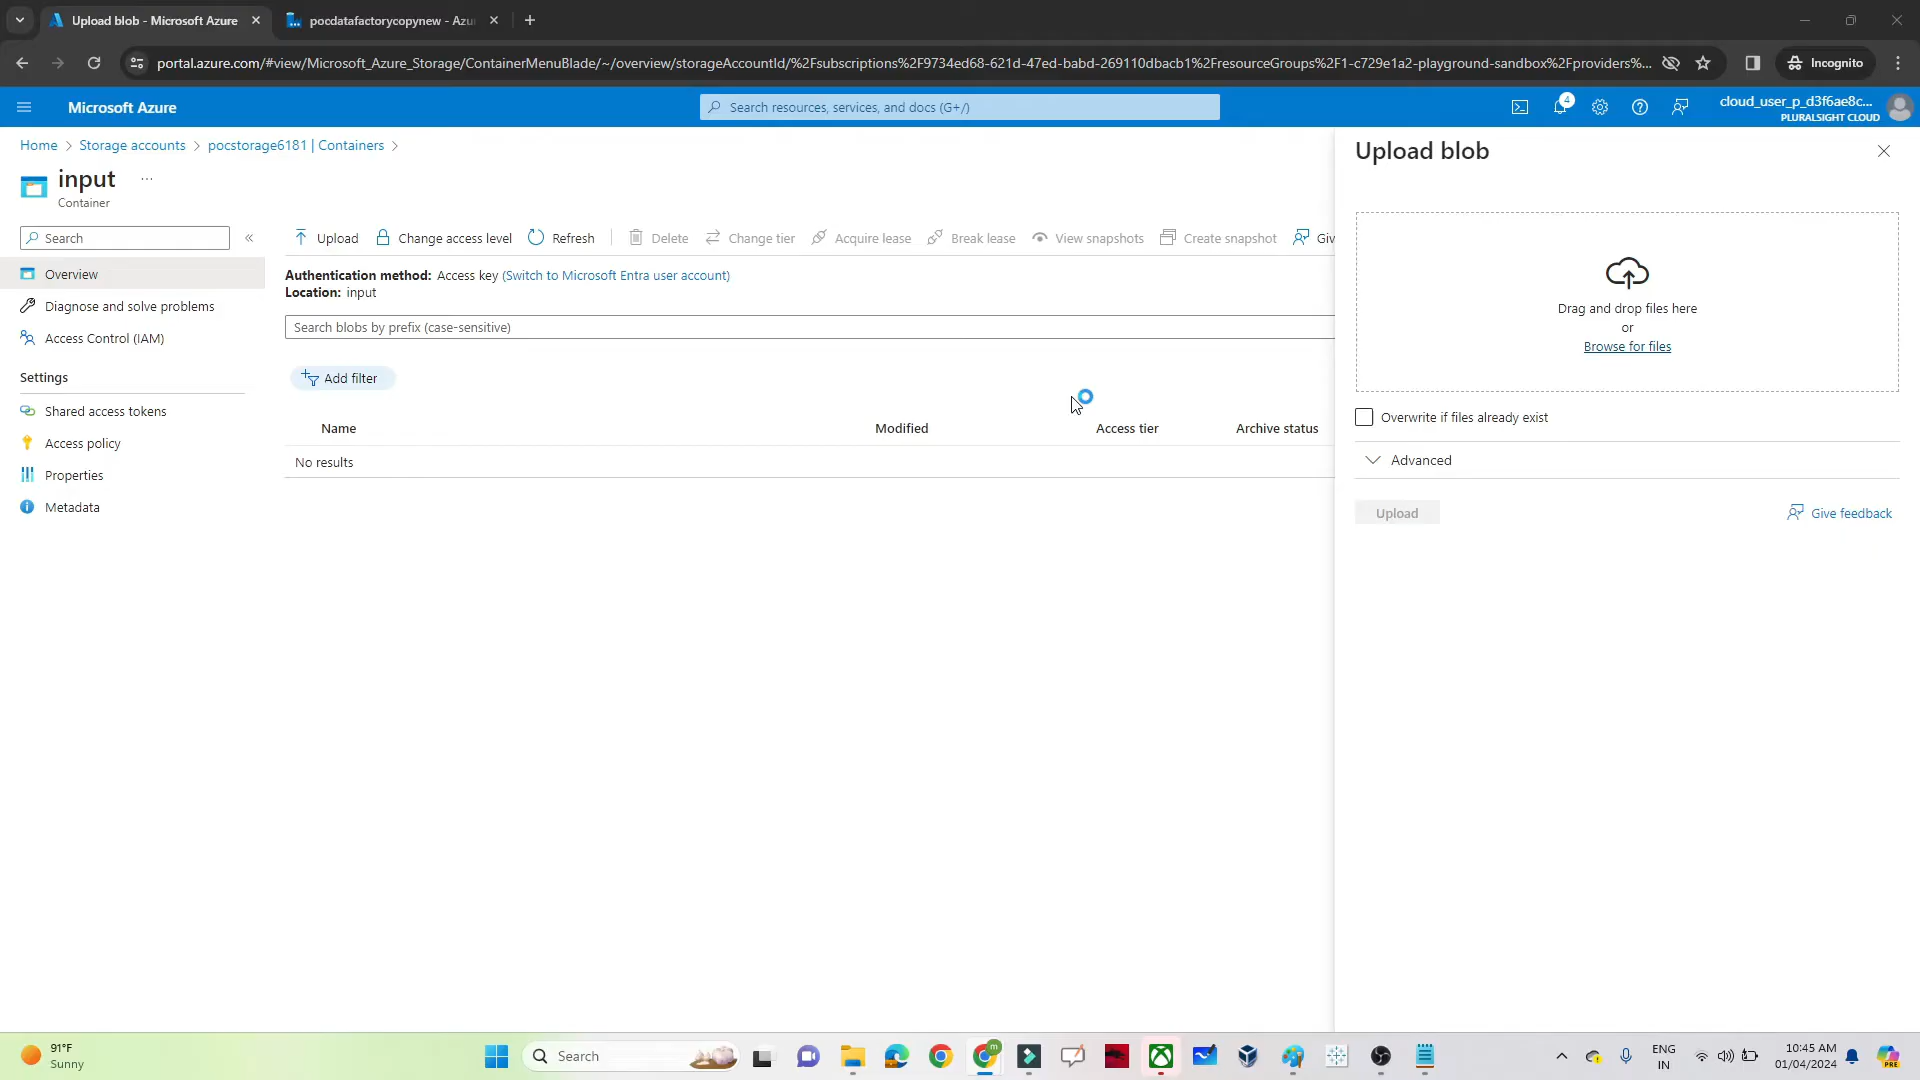 Upload blob - Microsoft Azure
pocdatafactorycopynew - Azu
portal.azure.com/#view/Microsoft_Azure_Storage/ContainerMenuBlade/~/overview/storageAccountId/%2Fsubscriptions%2F9734ed68-621d-47ed-babd-269110dbacb1%2FresourceGroups%2F1-c729e1a2-playground-sandbox%2Fproviders%...
Incognito
Microsoft Azure
Search resources, services, and docs (G+/)
4
cloud_user_p_d3f6ae8c...
PLURALSIGHT CLOUD
Home > Storage accounts > pocstorage6181 | Containers >
input
...
Container
Search
Overview
Diagnose and solve problems
Access Control (IAM)
Settings
Shared access tokens
Access policy
Properties
Metadata
Upload
Change access level
Refresh
Delete
Change tier
Acquire lease
Break lease
View snapshots
Create snapshot
Giv
Authentication method: Access key (Switch to Microsoft Entra user account)
Location: input
Search blobs by prefix (case-sensitive)
Add filter
Name
Modified
Access tier
Archive status
No results
Upload blob
Drag and drop files here
or
Browse for files
Overwrite if files already exist
Advanced
Upload
Give feedback
91°F
Sunny
Search
m
ENG
IN
10:45 AM
01/04/2024
PRE